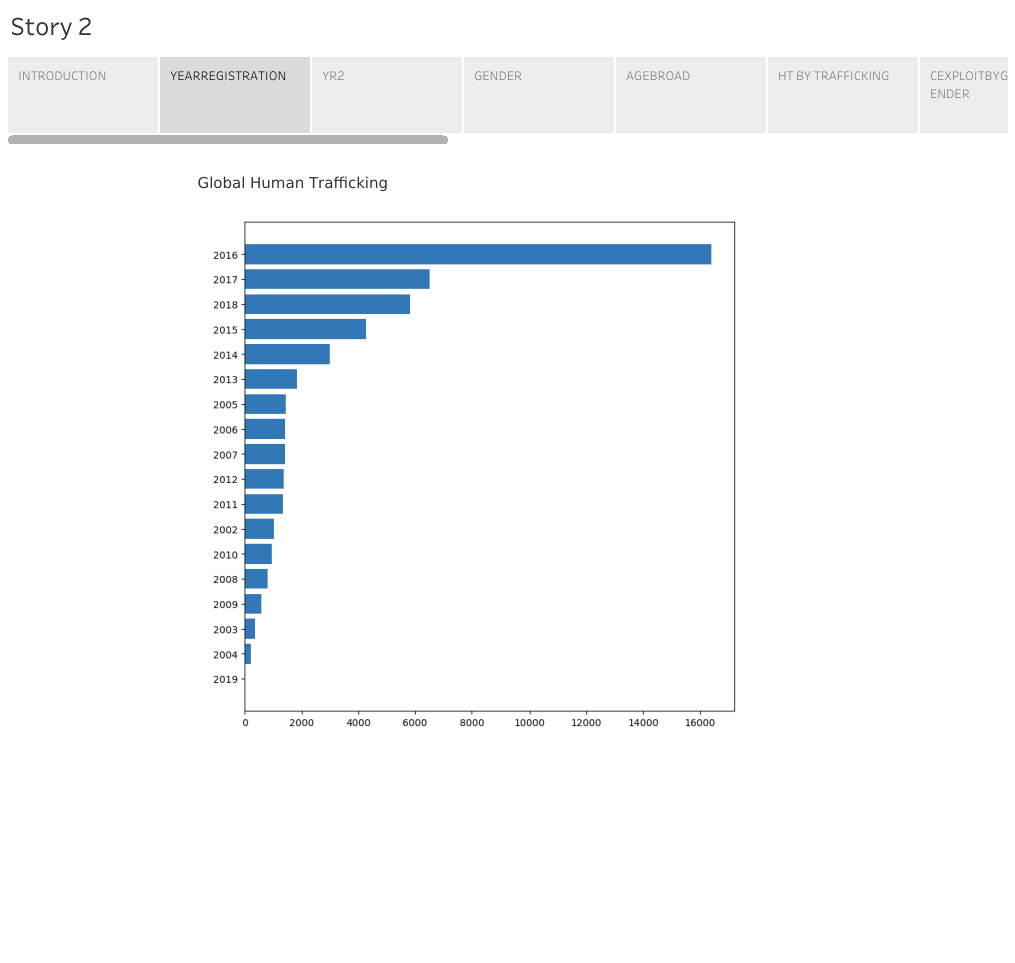 Story 2
INTRODUCTION
YEARREGISTRATION
YR2
GENDER
AGEBROAD
HT BY TRAFFICKING
CEXPLOITBYG
ENDER
Global Human Trafficking
2016
2017
2018
2015
2014
2013
2005
2006
2007
2012
2011
2002
2010
2008
2009
2003
2004
2019
0 2000 4000 6000 8000 10000 12000 14000 16000